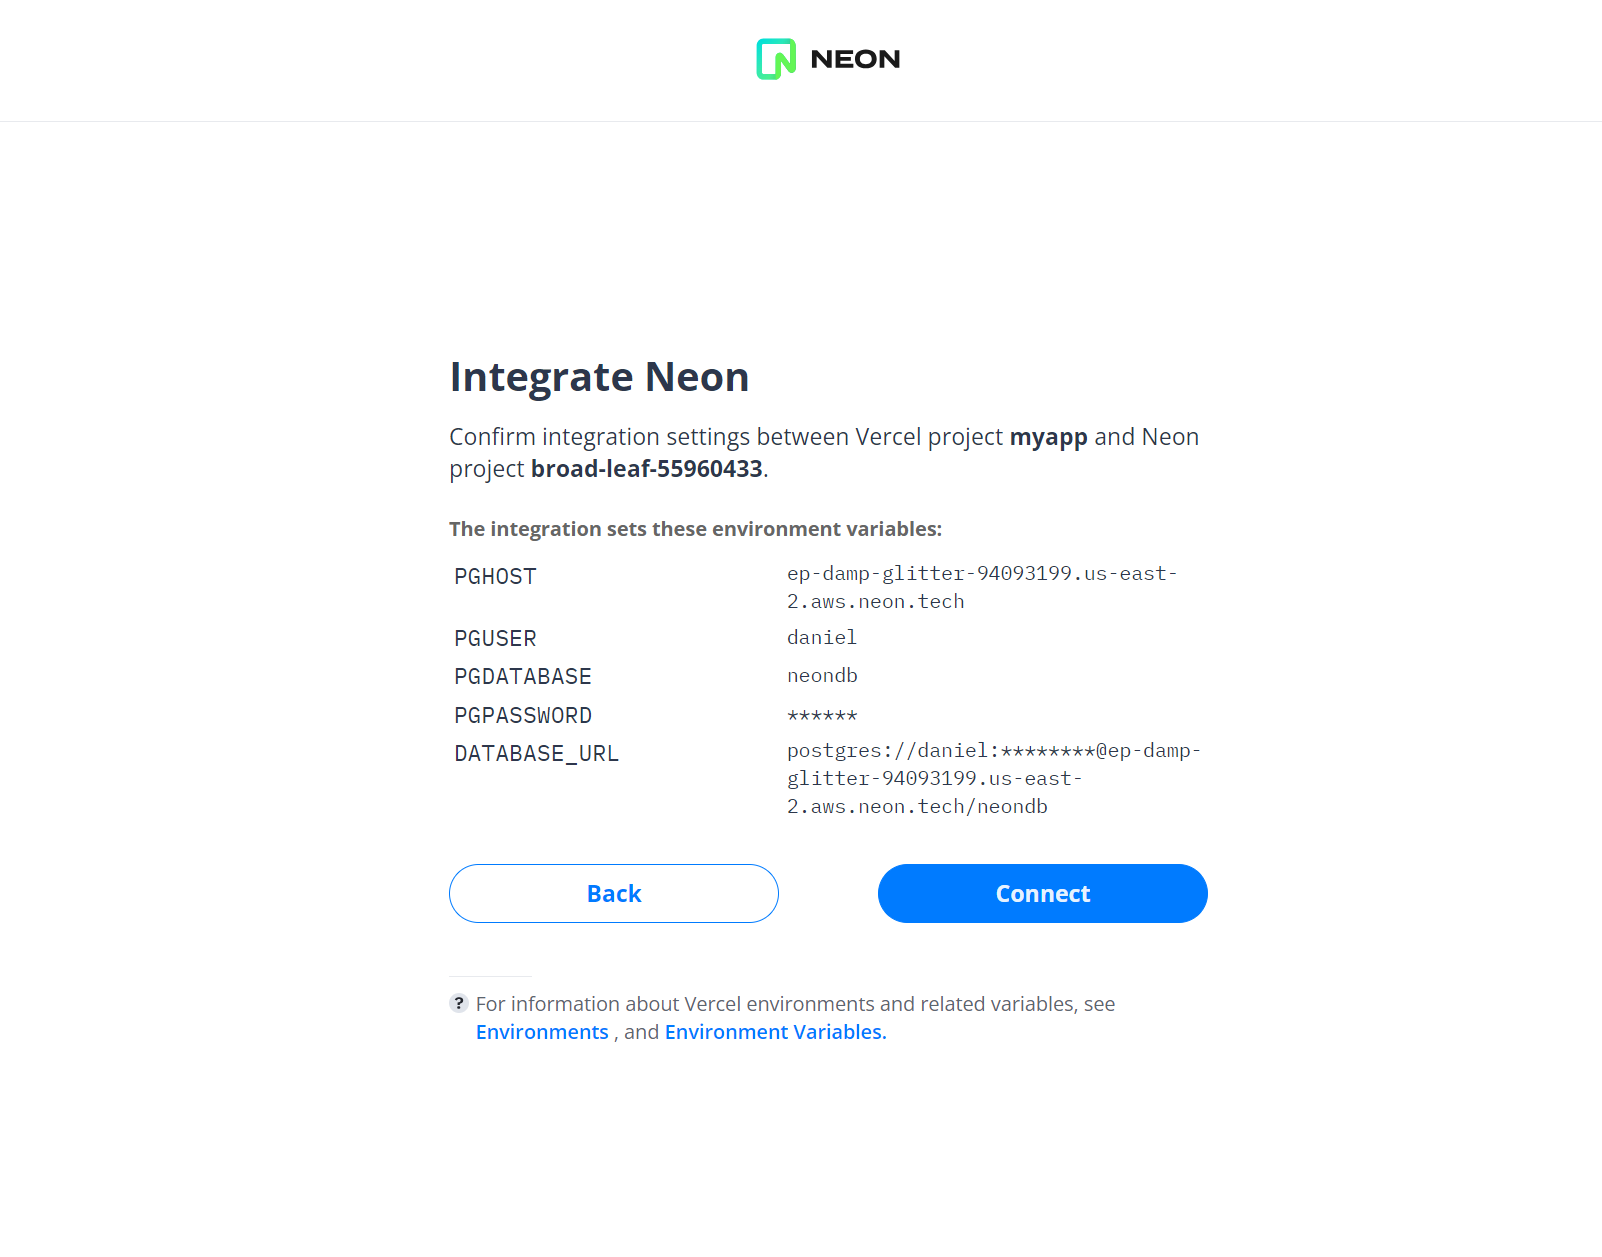 NEON
Integrate Neon
Confirm integration settings between Vercel project myapp and Neon
project broad-leaf-55960433.
The integration sets these environment variables:
PGHOST ep-damp-glitter-94093199.us-east-
2.aws.neon.tech
PGUSER daniel
PGDATABASE neondb
PGPASSWORD ******
DATABASE_URL postgres://daniel:********@ep-damp-
glitter-94093199.us-east-
2.aws.neon.tech/neondb
Back Connect
? For information about Vercel environments and related variables, see
Environments , and Environment Variables.